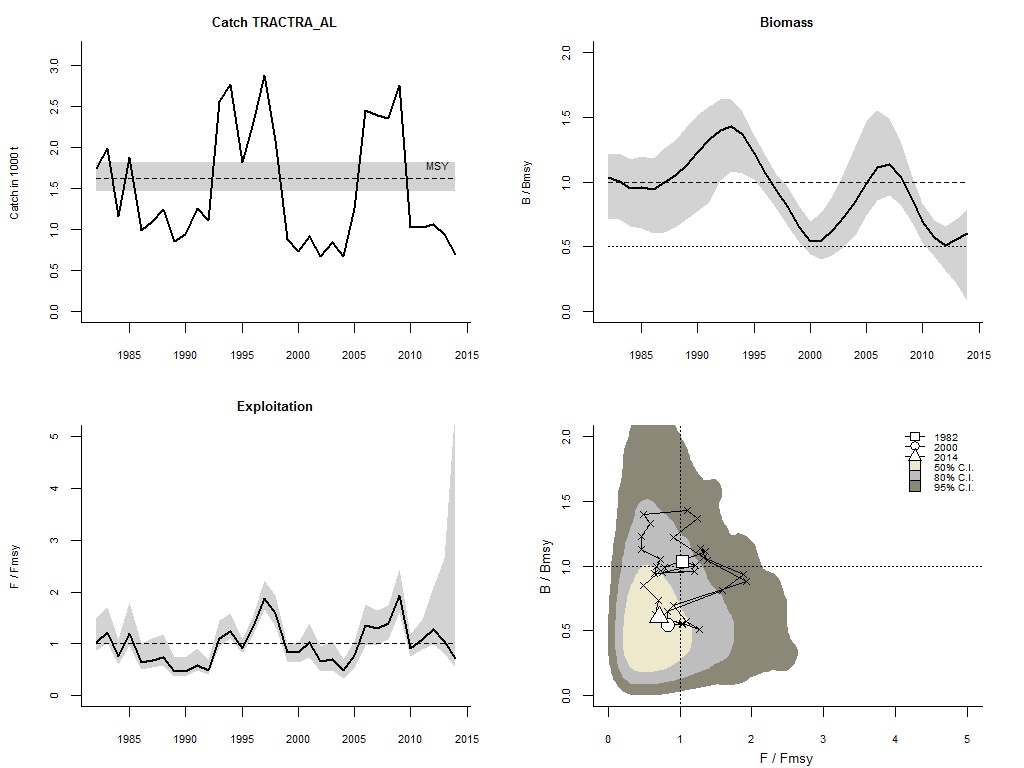 Catch TRACTRA_AL
Catch in 1000 t
3.0
2.5
2.0
1.5
1.0
0.5
0.0
MSY
1985 1990 1995 2000 2005 2010 2015
Biomass
B / Bmsy
2.0
1.5
1.0
0.5
0.0
1985 1990 1995 2000 2005 2010 2015
Exploitation
F / Fmsy
5
4
3
2
1
0
1985 1990 1995 2000 2005 2010 2015
B / Bmsy
2.0
1.5
1.0
0.5
0.0
1982
2000
2014
50% C.I.
80% C.I.
95% C.I.
0 1 2 3 4 5
F / Fmsy